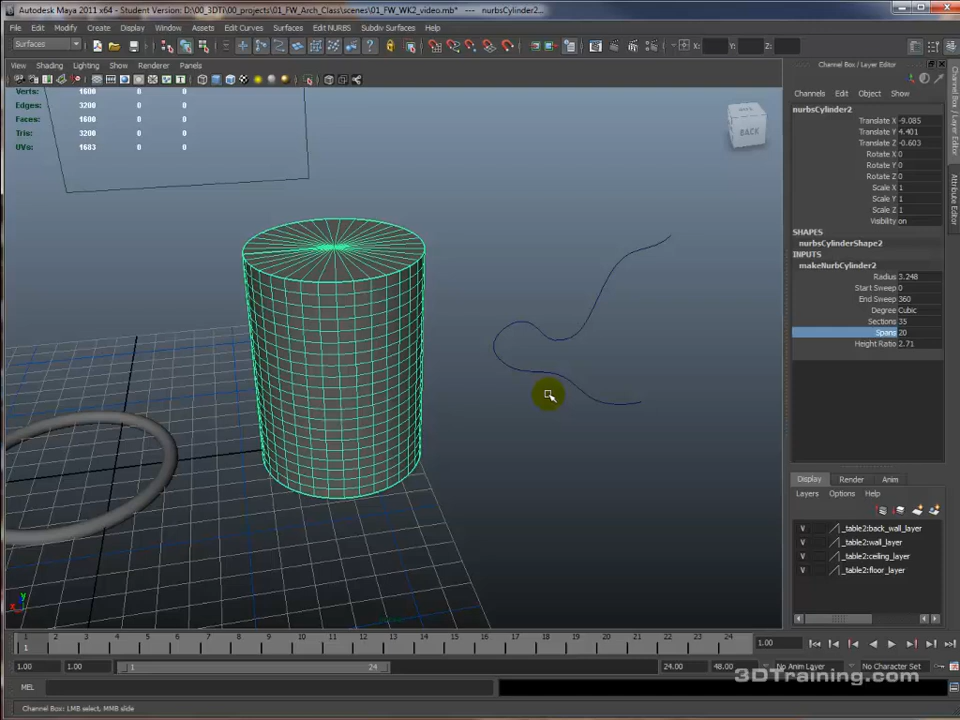 Autodesk Maya 2011 x64 - Student Version: D:\00_3DTi\00_projects\01_FW_Arch_Class\scenes\01_FW_WK2_video.mb* - nurbsCylinder2...
File Edit Modify Create Display Window Assets Edit Curves Surfaces Edit NURBS Subdiv Surfaces Help
Surfaces X: Y: Z:
View Shading Lighting Show Renderer Panels
Channel Box / Layer Editor
Channels Edit Object Show
Verts: 1600 0 0
Edges: 3200 0 0
Faces: 1600 0 0
Tris: 3200 0 0
UVs: 1683 0 0
BACK
nurbsCylinder2
Translate X -9.085
Translate Y 4.401
Translate Z -0.603
Rotate X 0
Rotate Y 0
Rotate Z 0
Scale X 1
Scale Y 1
Scale Z 1
Visibility on
SHAPES
nurbsCylinderShape2
INPUTS
makeNurbCylinder2
Radius 3.248
Start Sweep 0
End Sweep 360
Degree Cubic
Sections 35
Spans 20
Height Ratio 2.71
Channel Box / Layer Editor
Attribute Editor
Display Render Anim
Layers Options Help
V _table2:back_wall_layer
V _table2:wall_layer
V _table2:ceiling_layer
V _table2:floor_layer
y
x
1 2 3 4 5 6 7 8 9 10 11 12 13 14 15 16 17 18 19 20 21 22 23 24
1
1.00
1.00 1.00 1 24 24.00 48.00 No Anim Layer No Character Set
MEL
3DTraining.com
Channel Box: LMB select, MMB slide